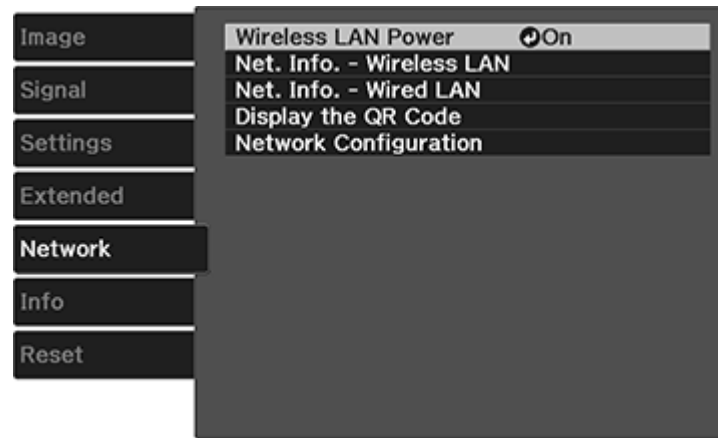 Image
Signal
Settings
Extended
Network
Info
Reset
Wireless LAN Power On
Net. Info. - Wireless LAN
Net. Info. - Wired LAN
Display the QR Code
Network Configuration